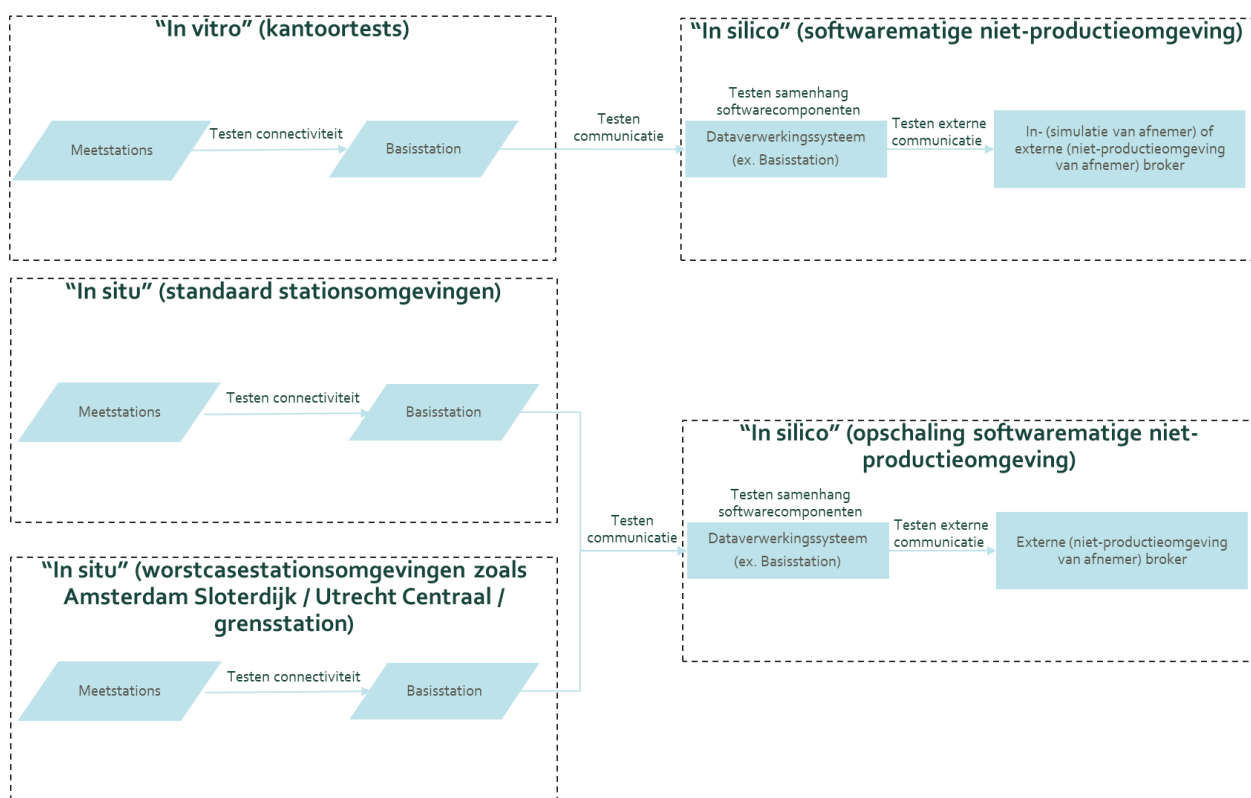 “In vitro” (kantoortests)
Meetstations
Testen connectiviteit
Basisstation
Testen
communicatie
“In silico” (softwarematige niet-productieomgeving)
Testen samenhang
softwarecomponenten
Dataverwerkingssysteem
(ex. Basisstation)
Testen externe
communicatie
In- (simulatie van afnemer) of
externe (niet-productieomgeving
van afnemer) broker
“In situ” (standaard stationsomgevingen)
Meetstations
Testen connectiviteit
Basisstation
“In situ” (worstcasestationsomgevingen zoals
Amsterdam Sloterdijk / Utrecht Centraal /
grensstation)
Meetstations
Testen connectiviteit
Basisstation
Testen
communicatie
“In silico” (opschaling softwarematige niet-
productieomgeving)
Testen samenhang
softwarecomponenten
Dataverwerkingssysteem
(ex. Basisstation)
Testen externe
communicatie
Externe (niet-productieomgeving
van afnemer) broker